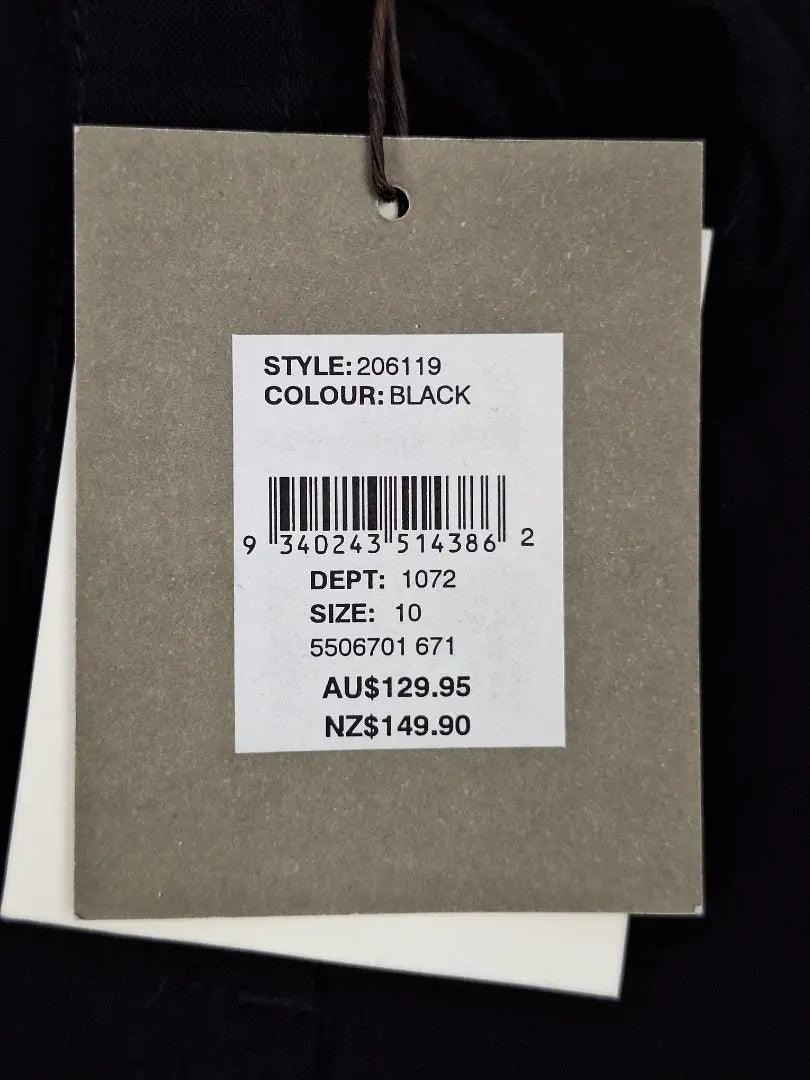 STYLE: 206119
COLOUR: BLACK
9 340243 514386 2
DEPT: 1072
SIZE: 10
5506701 671
AU$129.95
NZ$149.90